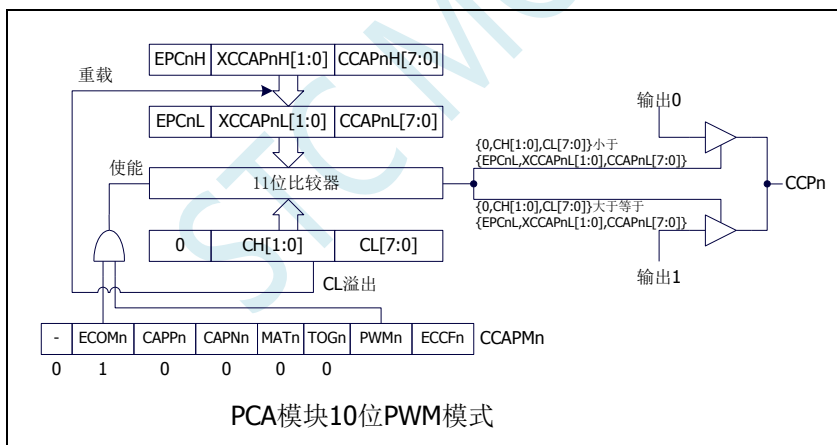 EPCnH XCCAPnH[1:0] CCAPnH[7:0]
重载
EPCnL XCCAPnL[1:0] CCAPnL[7:0]
输出0
{0,CH[1:0],CL[7:0]}小于
{EPCnL,XCCAPnL[1:0],CCAPnL[7:0]}
使能
11位比较器
CCPn
{0,CH[1:0],CL[7:0]}大于等于
{EPCnL,XCCAPnL[1:0],CCAPnL[7:0]}
0 CH[1:0] CL[7:0]
输出1
CL溢出
- ECOMn CAPPn CAPNn MATn TOGn PWMn ECCFn CCAPMn
0 1 0 0 0 0
PCA模块10位PWM模式
STC MC